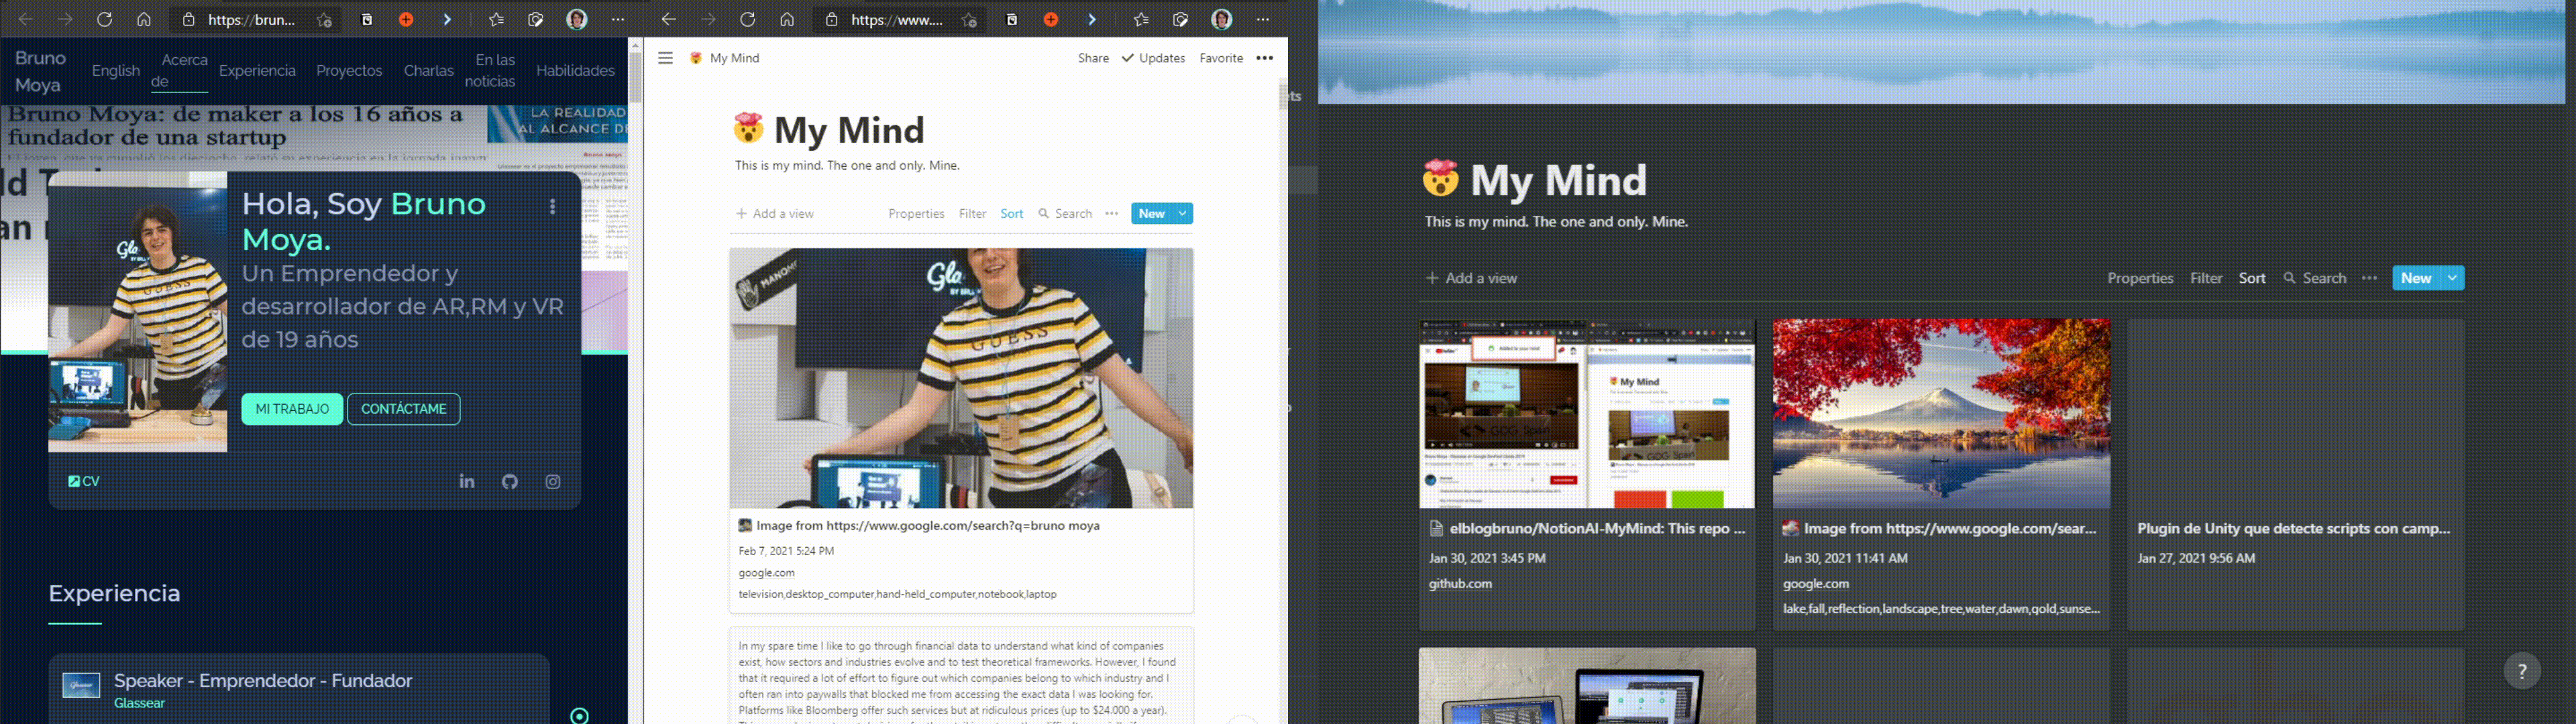 https://brun...
Bruno
Moya
English
Acerca
de
Experiencia
Proyectos
Charlas
En las
noticias
Habilidades
Bruno Moya: de maker a los 16 años a
fundador de una startup
LA REALIDAD
AL ALCANCE DE
Hola, Soy Bruno
Moya.
Un Emprendedor y
desarrollador de AR,RM y VR
de 19 años
MI TRABAJO
CONTÁCTAME
CV
Experiencia
Speaker - Emprendedor - Fundador
Glassear
https://www....
My Mind
Share
Updates
Favorite
My Mind
This is my mind. The one and only. Mine.
Add a view
Properties
Filter
Sort
Search
New
GUESS
Image from https://www.google.com/search?q=bruno moya
Feb 7, 2021 5:24 PM
google.com
television,desktop_computer,hand-held_computer,notebook,laptop
In my spare time I like to go through financial data to understand what kind of companies
exist, how sectors and industries evolve and to test theoretical frameworks. However, I found
that it required a lot of effort to figure out which companies belong to which industry and I
often ran into paywalls that blocked me from accessing the exact data I was looking for.
Platforms like Bloomberg offer such services but at ridiculous prices (up to $24.000 a year).
My Mind
This is my mind. The one and only. Mine.
Add a view
Properties
Filter
Sort
Search
New
Added to your mind
My Mind
GDG Spain
elblogbruno/NotionAI-MyMind: This repo ...
Jan 30, 2021 3:45 PM
github.com
Image from https://www.google.com/sear...
Jan 30, 2021 11:41 AM
google.com
lake,fall,reflection,landscape,tree,water,dawn,gold,sunse...
Plugin de Unity que detecte scripts con camp...
Jan 27, 2021 9:56 AM
?